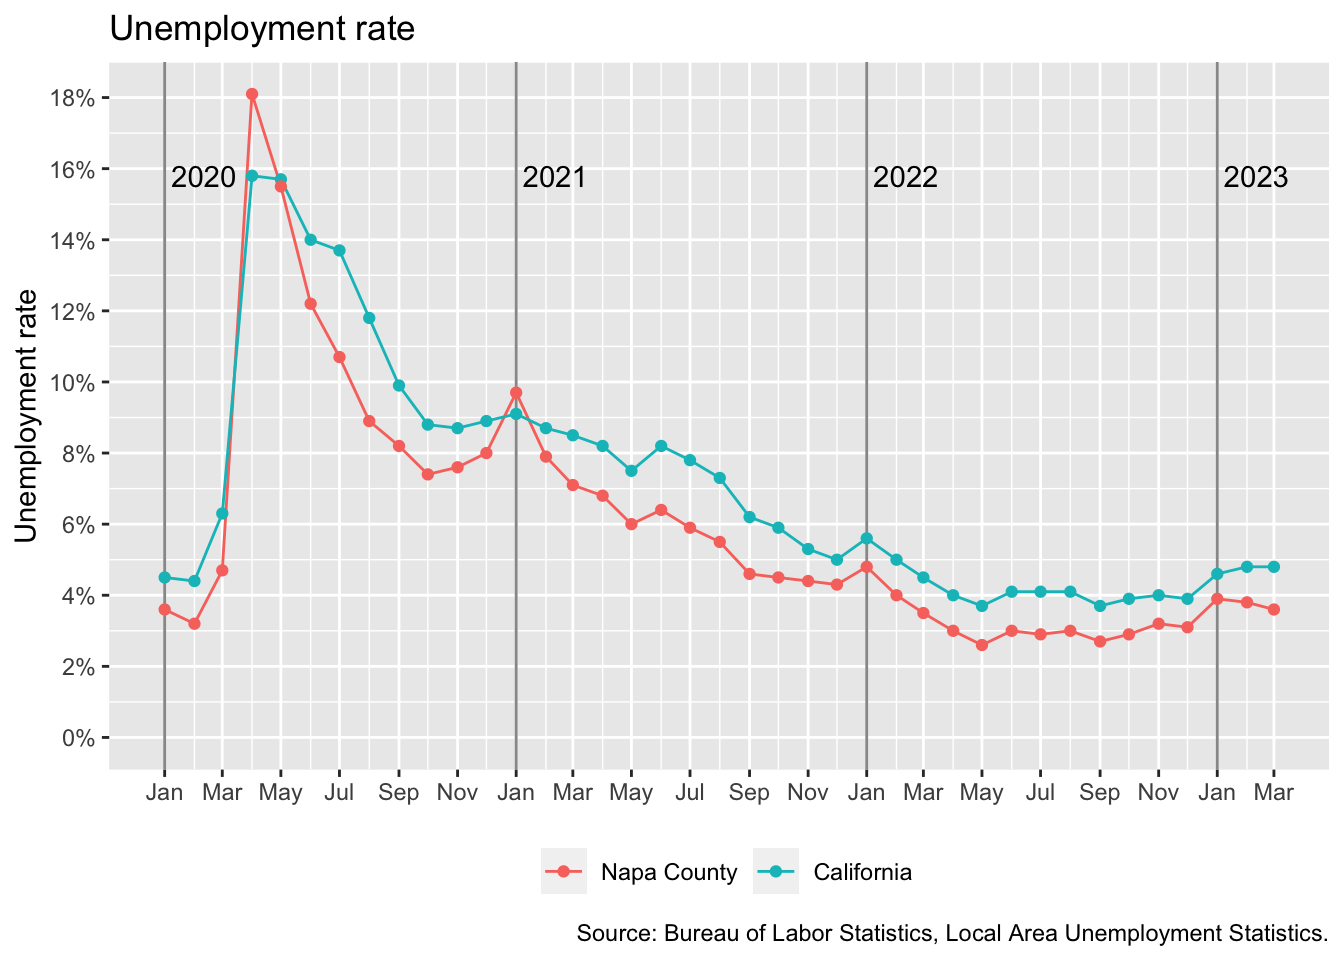 Unemployment rate
Unemployment rate
18%
16%
14%
12%
10%
8%
6%
4%
2%
0%
2020 2021 2022 2023
Jan Mar May Jul Sep Nov Jan Mar May Jul Sep Nov Jan Mar May Jul Sep Nov Jan Mar
Napa County California
Source: Bureau of Labor Statistics, Local Area Unemployment Statistics.